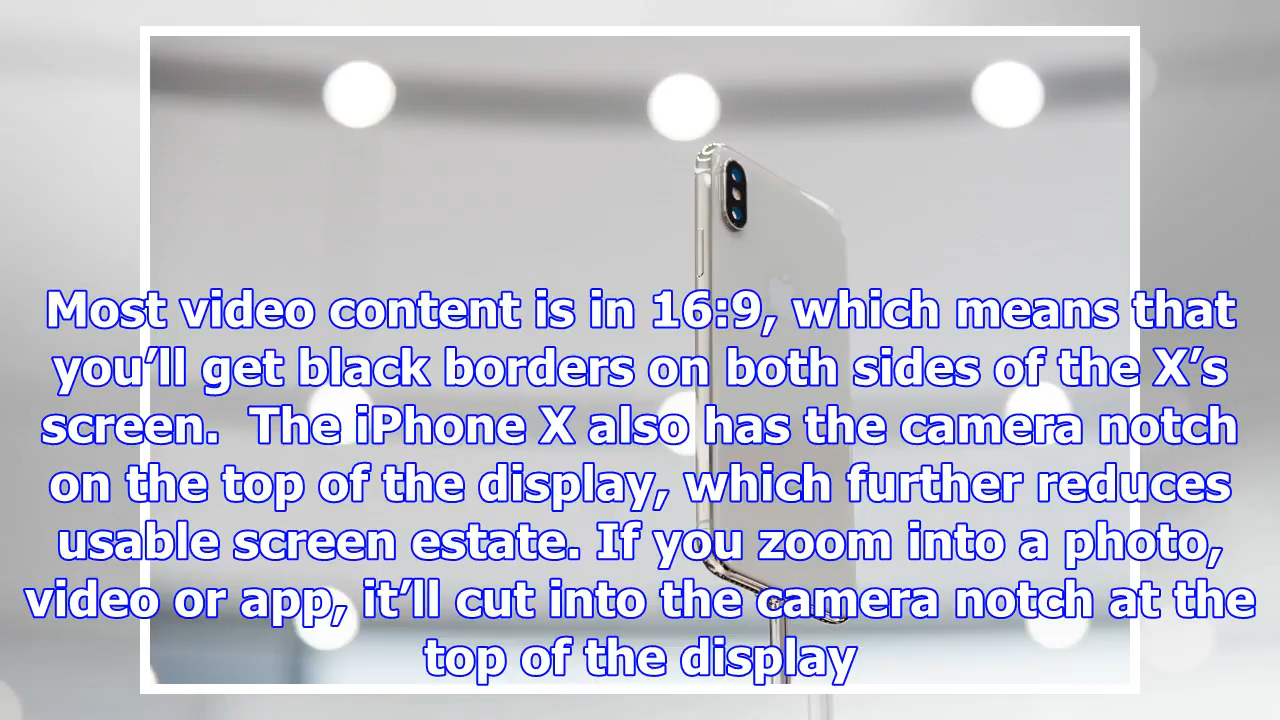 Most video content is in 16:9, which means that
you’ll get black borders on both sides of the X’s
screen.  The iPhone X also has the camera notch
on the top of the display, which further reduces
usable screen estate. If you zoom into a photo,
video or app, it’ll cut into the camera notch at the
top of the display